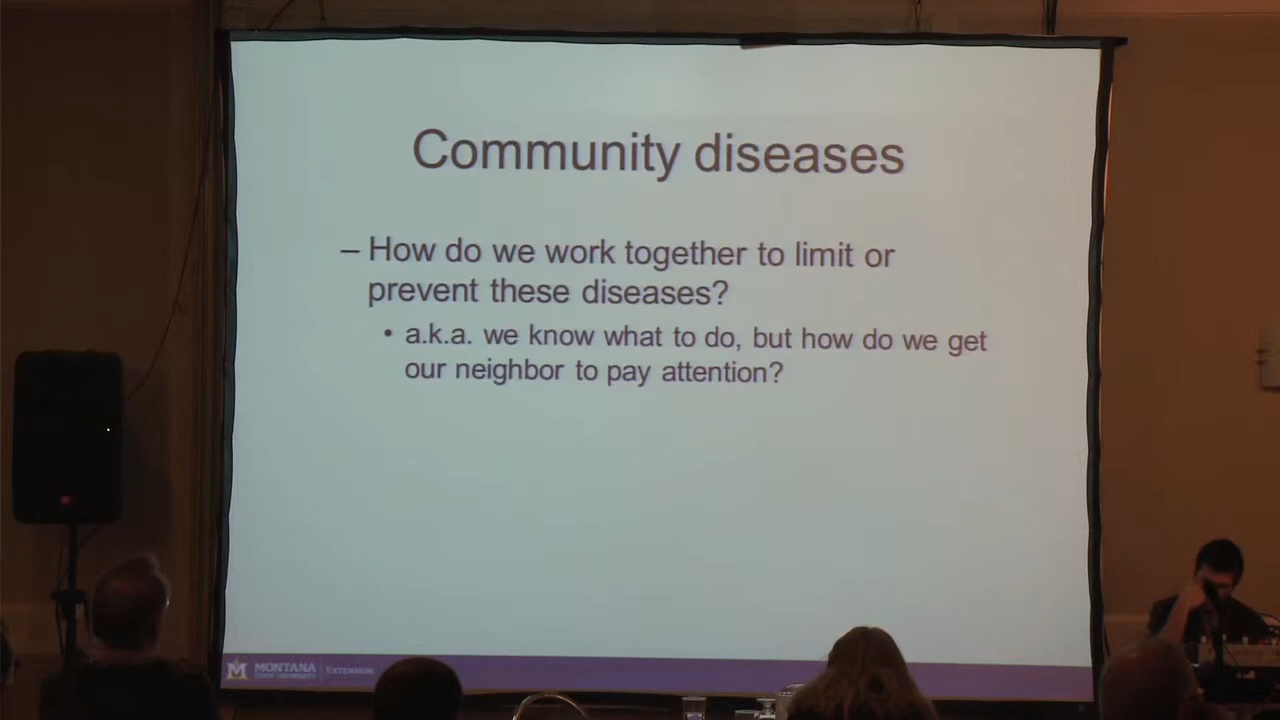 Community diseases
– How do we work together to limit or
prevent these diseases?
• a.k.a. we know what to do, but how do we get
our neighbor to pay attention?
M MONTANA EXTENSION
STATE UNIVERSITY